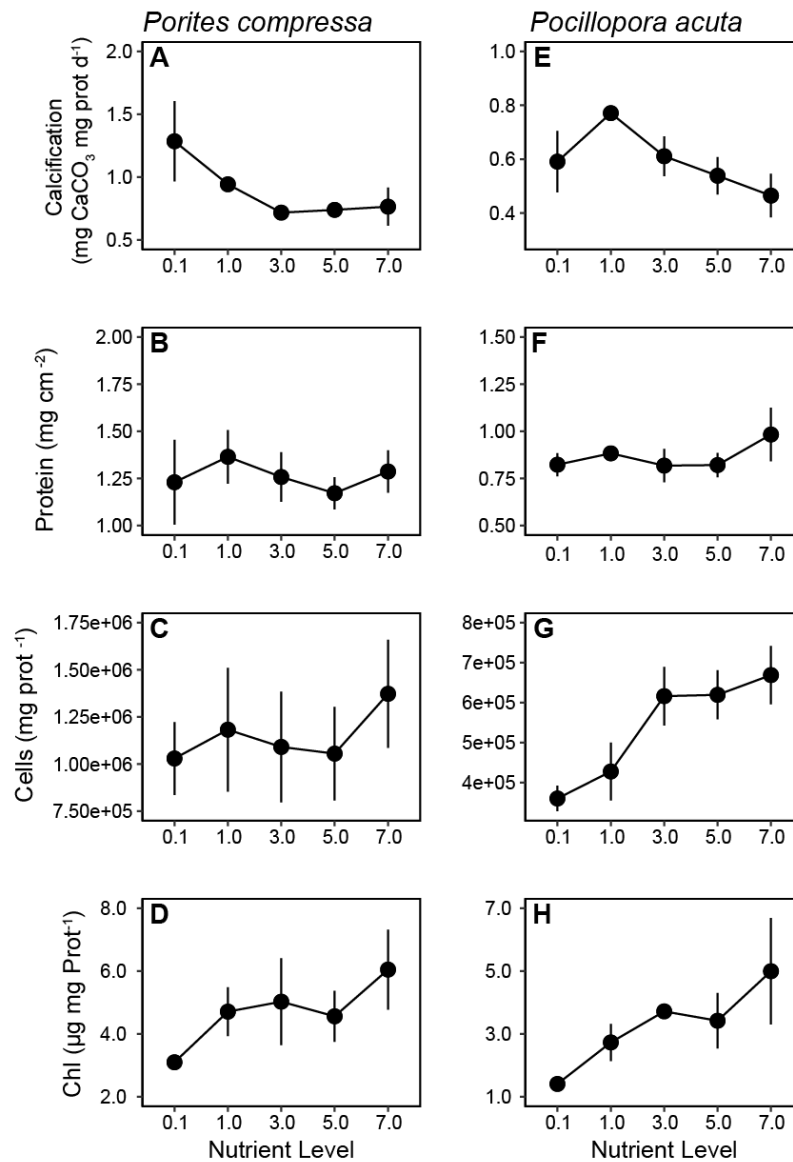 Porites compressa
Pocillopora acuta
A
Calcification
(mg CaCO₃ mg prot d⁻¹)
2.0
1.5
1.0
0.5
0.1 1.0 3.0 5.0 7.0
E
1.0
0.8
0.6
0.4
0.1 1.0 3.0 5.0 7.0
B
Protein (mg cm⁻²)
2.00
1.50
1.25
1.00
0.1 1.0 3.0 5.0 7.0
F
1.50
1.00
0.75
0.50
0.1 1.0 3.0 5.0 7.0
C
Cells (mg prot ⁻¹)
1.75e+06
1.50e+06
1.25e+06
1.00e+06
7.50e+05
0.1 1.0 3.0 5.0 7.0
G
8e+05
7e+05
6e+05
5e+05
4e+05
0.1 1.0 3.0 5.0 7.0
D
Chl (µg mg Prot⁻¹)
8.0
6.0
4.0
2.0
0.1 1.0 3.0 5.0 7.0
Nutrient Level
H
7.0
5.0
3.0
1.0
0.1 1.0 3.0 5.0 7.0
Nutrient Level